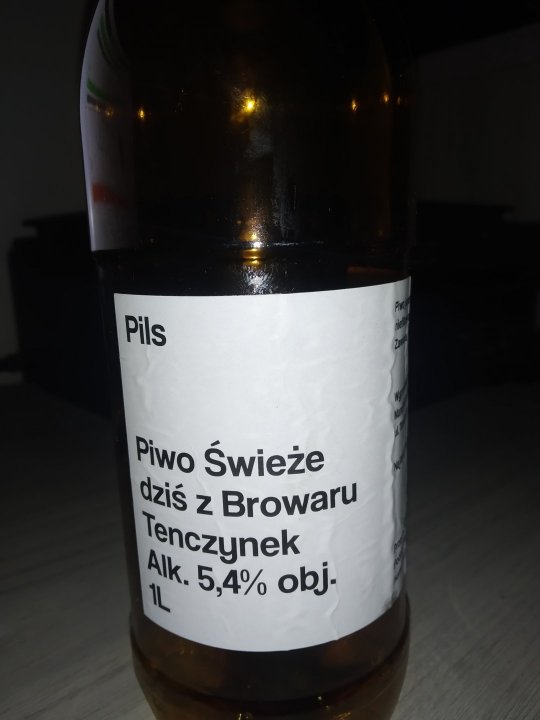 Pils
Piwo Świeże
dziś z Browaru
Tenczynek
Alk. 5,4% obj.
1L